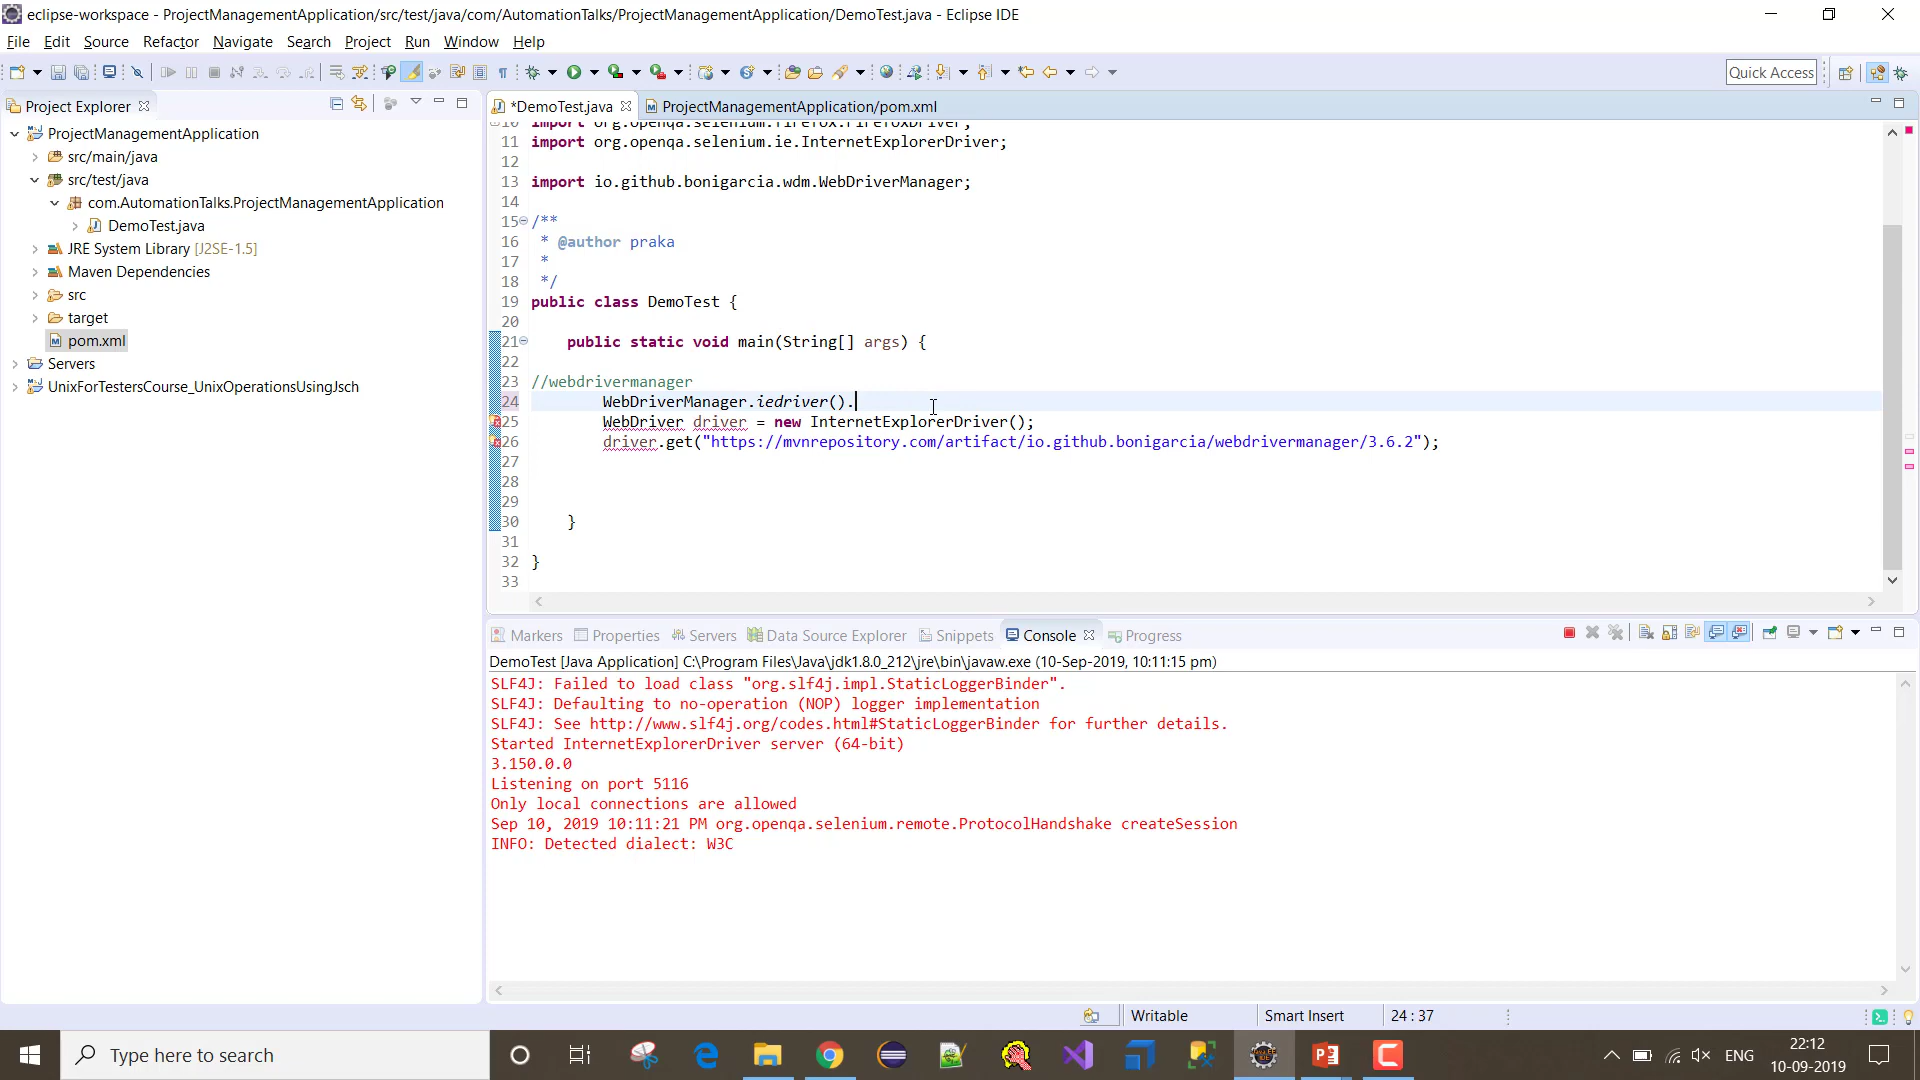 eclipse-workspace - ProjectManagementApplication/src/test/java/com/AutomationTalks/ProjectManagementApplication/DemoTest.java - Eclipse IDE
File Edit Source Refactor Navigate Search Project Run Window Help
Quick Access
Project Explorer
*DemoTest.java
ProjectManagementApplication/pom.xml
ProjectManagementApplication
src/main/java
src/test/java
com.AutomationTalks.ProjectManagementApplication
DemoTest.java
JRE System Library [J2SE-1.5]
Maven Dependencies
src
target
pom.xml
Servers
UnixForTestersCourse_UnixOperationsUsingJsch
10 import org.openqa.selenium.firefox.FirefoxDriver;
11 import org.openqa.selenium.ie.InternetExplorerDriver;
12
13 import io.github.bonigarcia.wdm.WebDriverManager;
14
15 /**
16 * @author praka
17 *
18 */
19 public class DemoTest {
20
21 public static void main(String[] args) {
22
23 //webdrivermanager
24 WebDriverManager.iedriver().
25 WebDriver driver = new InternetExplorerDriver();
26 driver.get("https://mvnrepository.com/artifact/io.github.bonigarcia/webdrivermanager/3.6.2");
27
28
29
30 }
31
32 }
33
Markers Properties Servers Data Source Explorer Snippets Console Progress
DemoTest [Java Application] C:\Program Files\Java\jdk1.8.0_212\jre\bin\javaw.exe (10-Sep-2019, 10:11:15 pm)
SLF4J: Failed to load class "org.slf4j.impl.StaticLoggerBinder".
SLF4J: Defaulting to no-operation (NOP) logger implementation
SLF4J: See http://www.slf4j.org/codes.html#StaticLoggerBinder for further details.
Started InternetExplorerDriver server (64-bit)
3.150.0.0
Listening on port 5116
Only local connections are allowed
Sep 10, 2019 10:11:21 PM org.openqa.selenium.remote.ProtocolHandshake createSession
INFO: Detected dialect: W3C
Writable
Smart Insert
24 : 37
Type here to search
ENG
22:12
10-09-2019